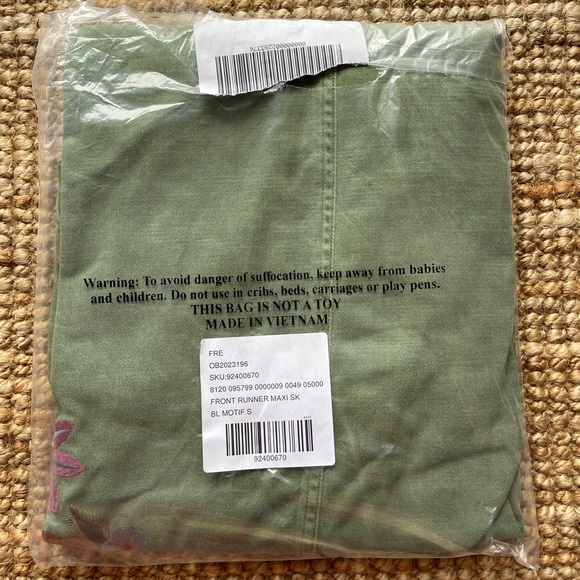 0000000002283376
Warning: To avoid danger of suffocation, keep away from babies
and children. Do not use in cribs, beds, carriages or play pens.
THIS BAG IS NOT A TOY
MADE IN VIETNAM
FRE
OB2023196
SKU:92400670
8120 095799 0000009 0049 05000
FRONT RUNNER MAXI SK
BL MOTIF S
92400670